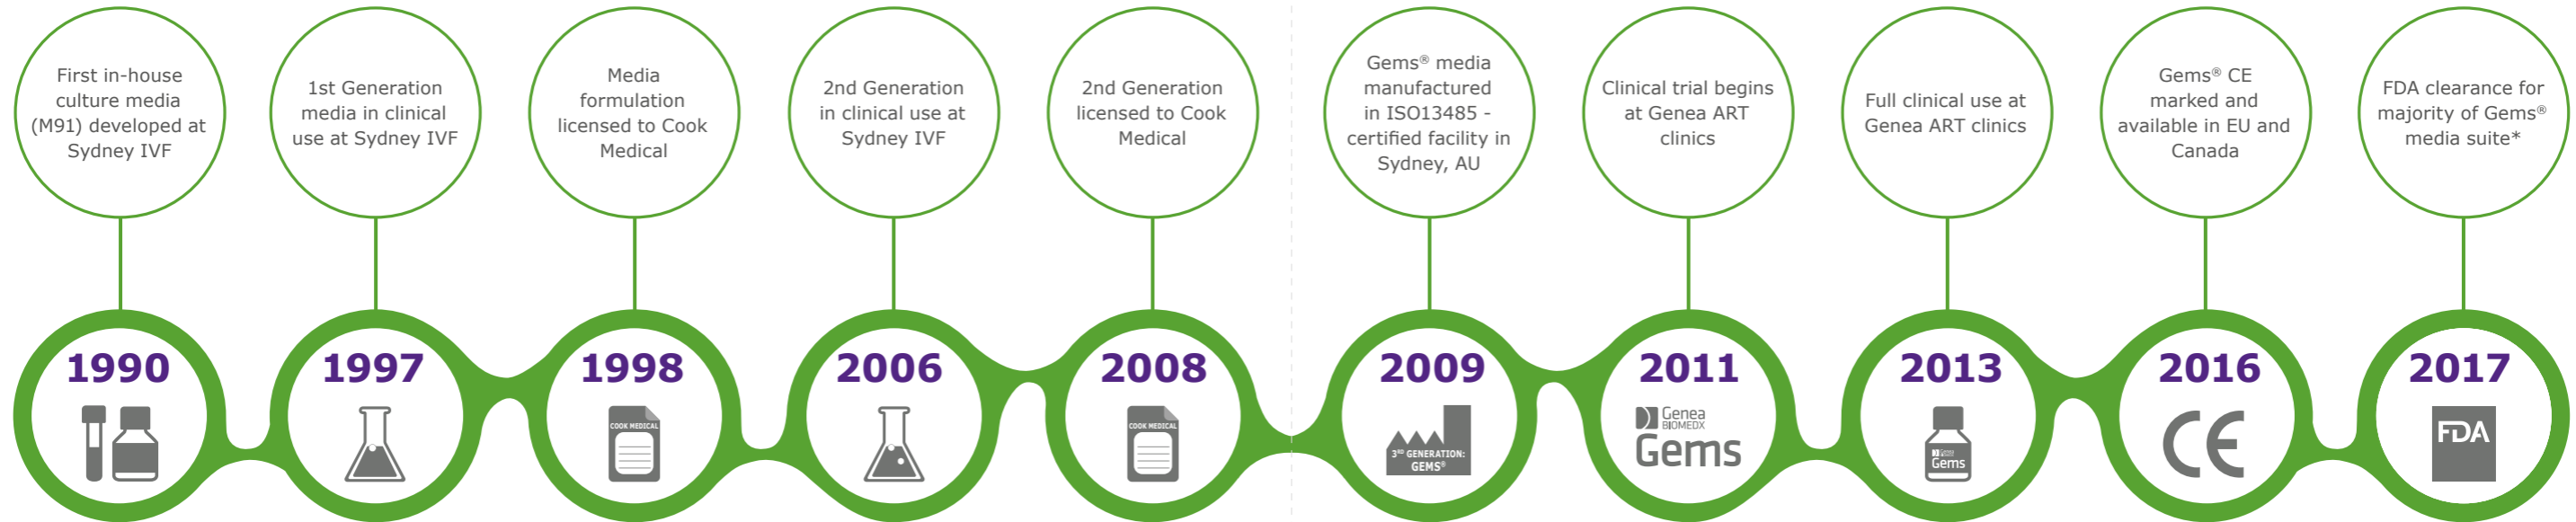 First in-house
culture media
(M91) developed at
Sydney IVF
1st Generation
media in clinical
use at Sydney IVF
Media
formulation
licensed to Cook
Medical
2nd Generation
in clinical use at
Sydney IVF
2nd Generation
licensed to Cook
Medical
Gems® media
manufactured
in ISO13485 -
certified facility in
Sydney, AU
Clinical trial begins
at Genea ART
clinics
Full clinical use at
Genea ART clinics
Gems® CE
marked and
available in EU and
Canada
FDA clearance for
majority of Gems®
media suite*
1990
1997
1998
COOK MEDICAL
2006
2008
COOK MEDICAL
2009
3RD GENERATION:
GEMS®
2011
Genea
BIOMEDX
Gems
2013
Gems
2016
CE
2017
FDA